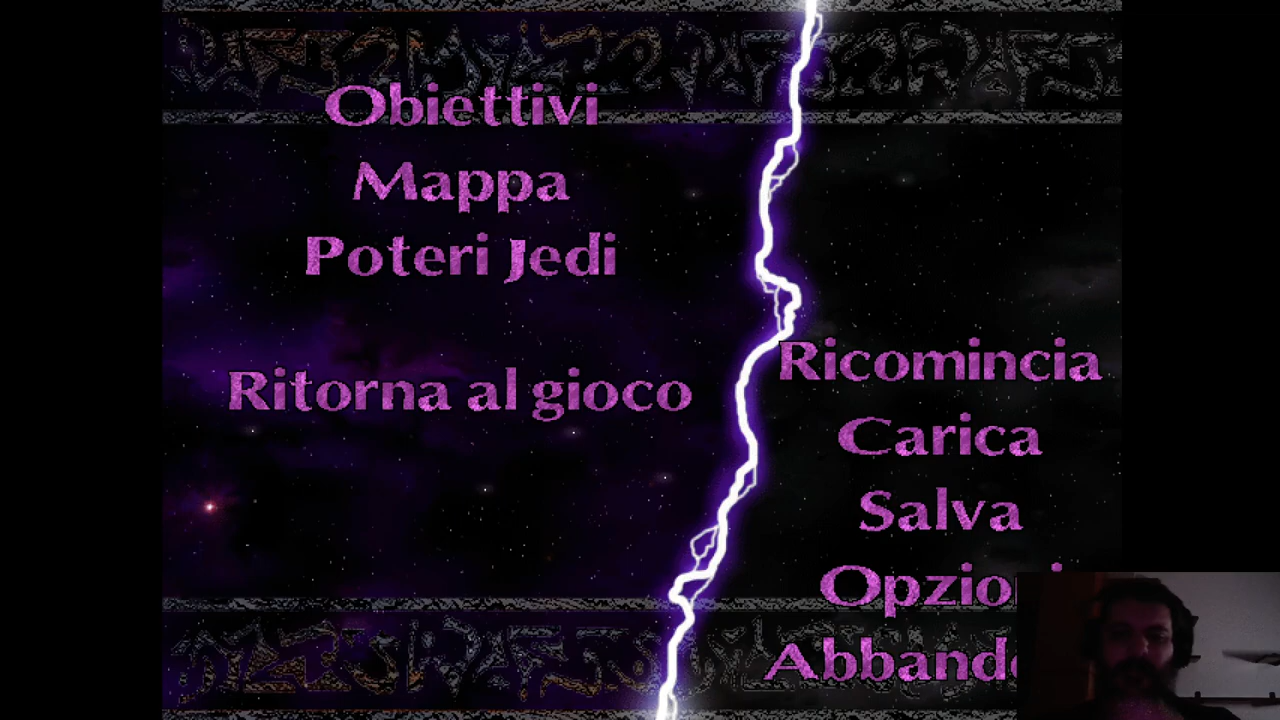 Obiettivi
Mappa
Poteri Jedi
Ritorna al gioco
Ricomincia
Carica
Salva